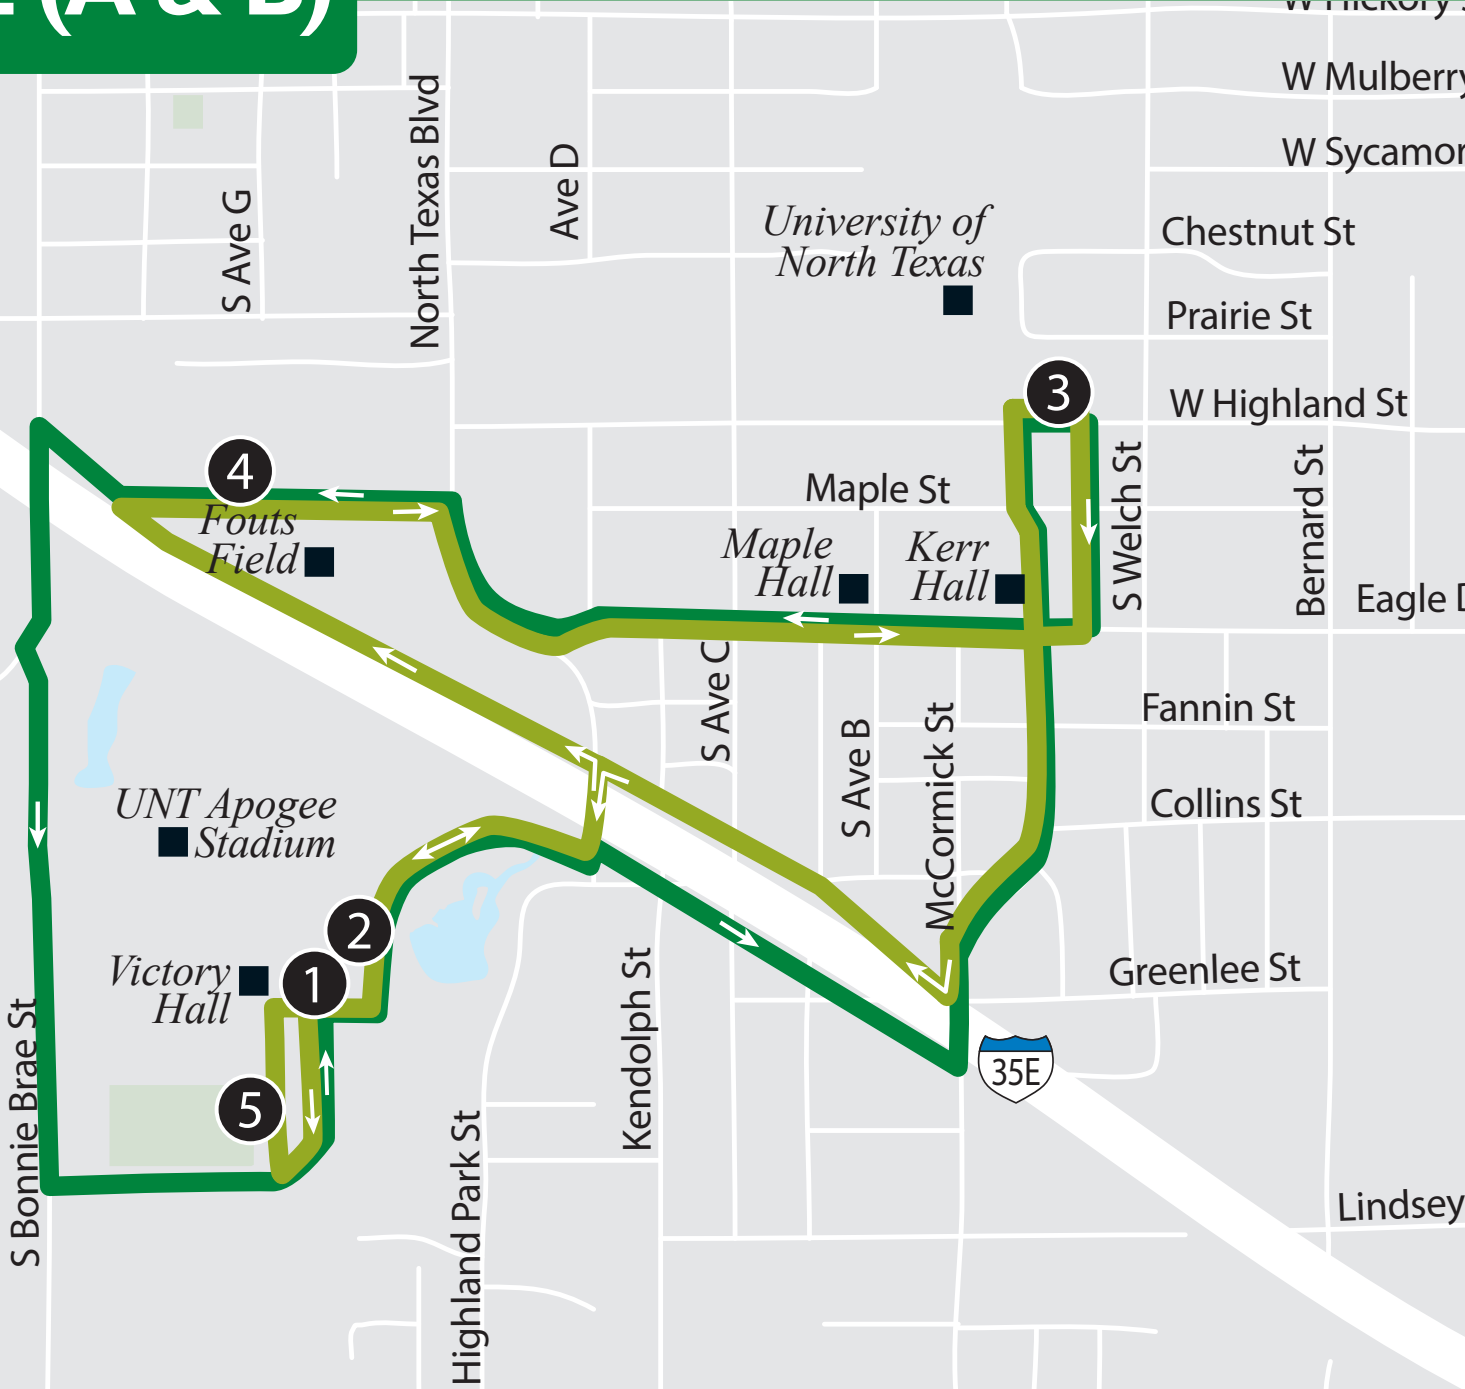 (A & B)
W Mulberry
W Sycamor
Chestnut St
Prairie St
W Highland St
S Ave G
North Texas Blvd
Ave D
University of
North Texas
3
4
Fouts
Field
Maple St
Maple
Hall
Kerr
Hall
S Welch St
Bernard St
Eagle
S Ave C
S Ave B
McCormick St
Fannin St
Collins St
Greenlee St
UNT Apogee
Stadium
2
1
Victory
Hall
5
S Bonnie Brae St
Highland Park St
Kendolph St
35E
Lindsey